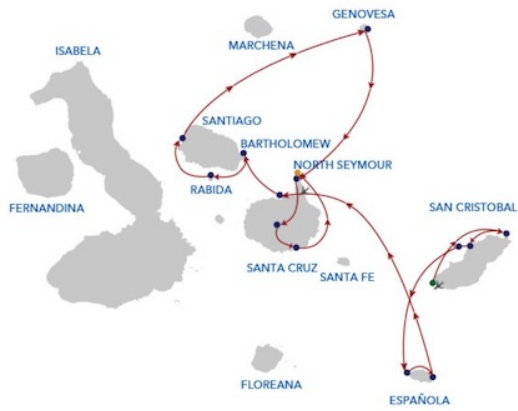 GENOVESA
MARCHENA
ISABELA
SANTIAGO
BARTHOLOMEW
NORTH SEYMOUR
RABIDA
FERNANDINA
SAN CRISTOBAL
SANTA CRUZ
SANTA FE
FLOREANA
ESPAÑOLA